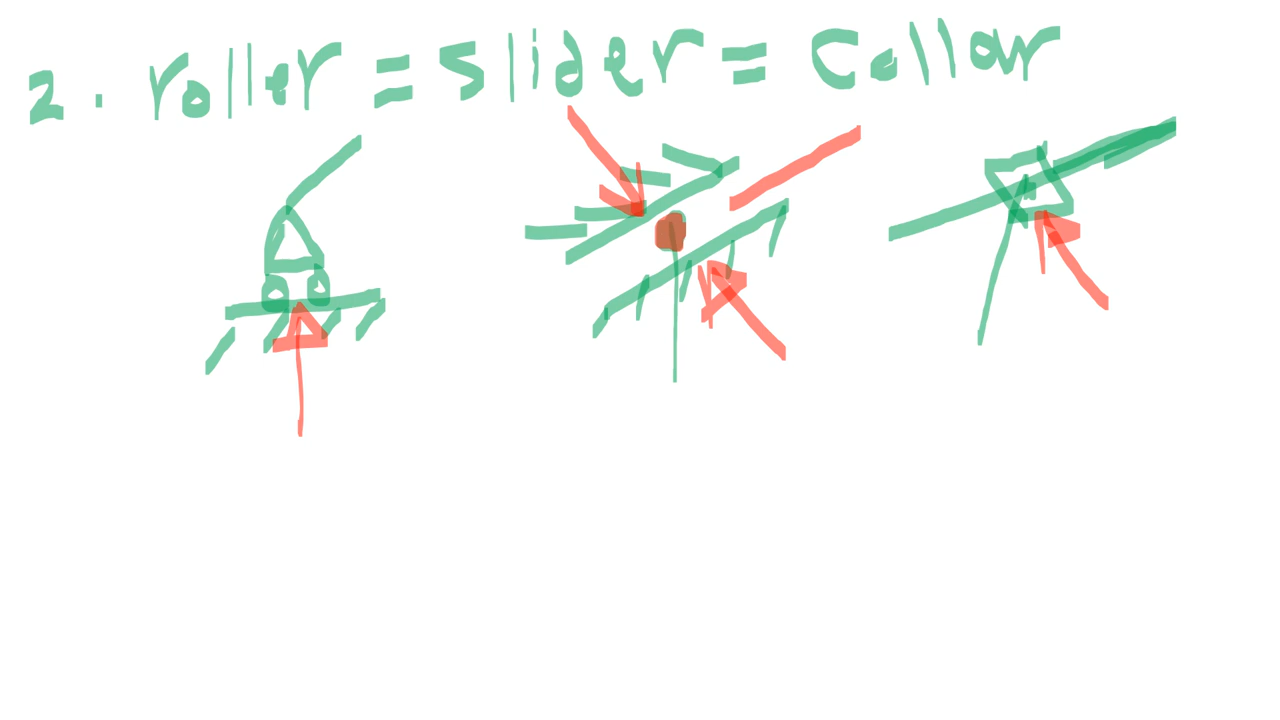 2. roller = slider = collar